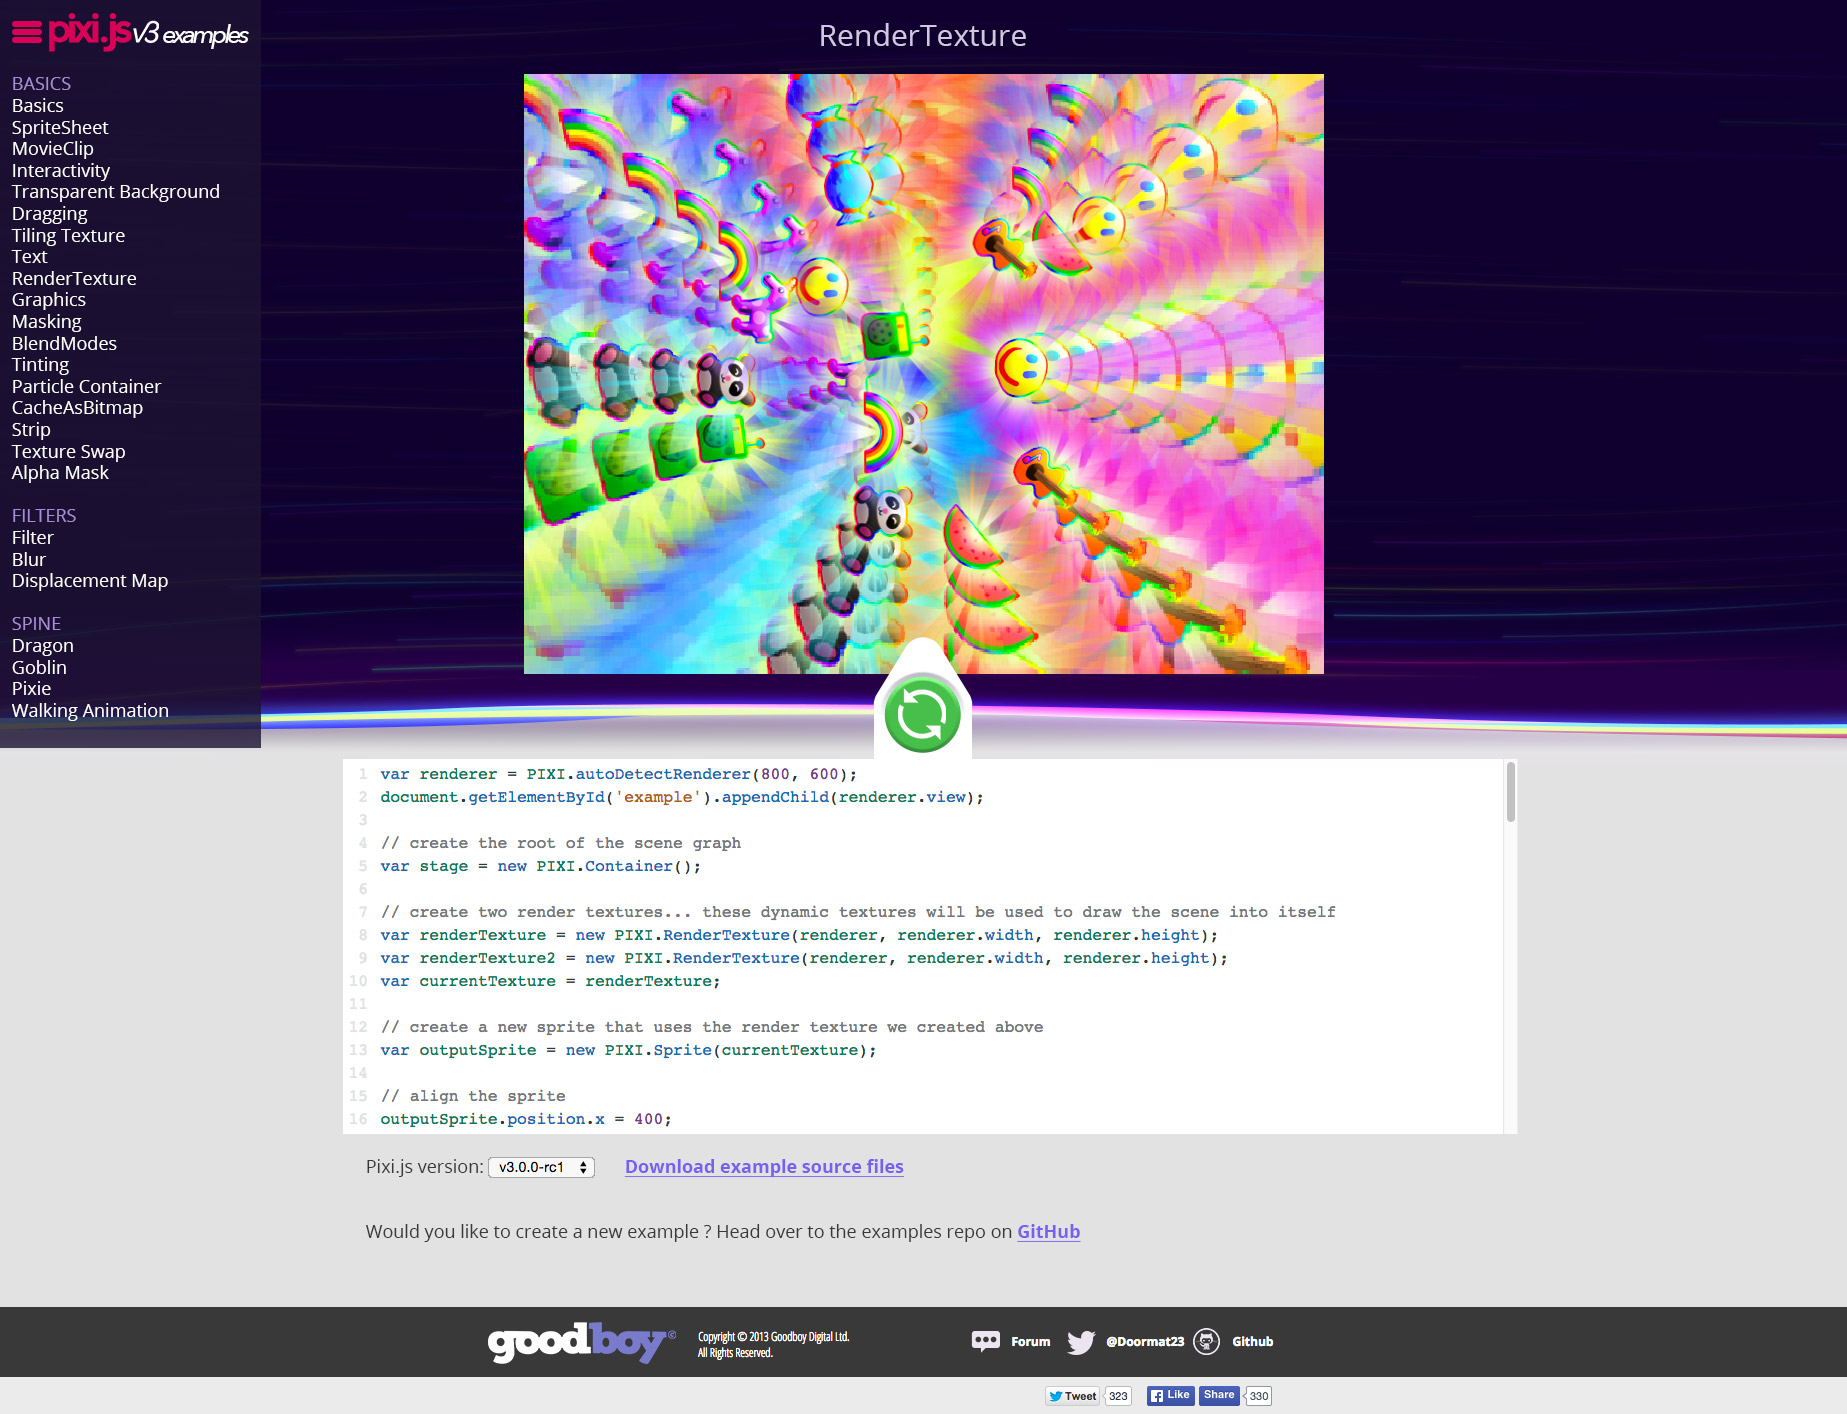 pixi.js v3 examples
BASICS
Basics
SpriteSheet
MovieClip
Interactivity
Transparent Background
Dragging
Tiling Texture
Text
RenderTexture
Graphics
Masking
BlendModes
Tinting
Particle Container
CacheAsBitmap
Strip
Texture Swap
Alpha Mask
FILTERS
Filter
Blur
Displacement Map
SPINE
Dragon
Goblin
Pixie
Walking Animation
RenderTexture
1 var renderer = PIXI.autoDetectRenderer(800, 600);
2 document.getElementById('example').appendChild(renderer.view);
3
4 // create the root of the scene graph
5 var stage = new PIXI.Container();
6
7 // create two render textures... these dynamic textures will be used to draw the scene into itself
8 var renderTexture = new PIXI.RenderTexture(renderer, renderer.width, renderer.height);
9 var renderTexture2 = new PIXI.RenderTexture(renderer, renderer.width, renderer.height);
10 var currentTexture = renderTexture;
11
12 // create a new sprite that uses the render texture we created above
13 var outputSprite = new PIXI.Sprite(currentTexture);
14
15 // align the sprite
16 outputSprite.position.x = 400;
Pixi.js version: v3.0.0-rc1 Download example source files
Would you like to create a new example ? Head over to the examples repo on GitHub
goodboy©
Copyright © 2013 Goodboy Digital Ltd.
All Rights Reserved.
Forum @Doormat23 Github
Tweet 323 Like Share 330